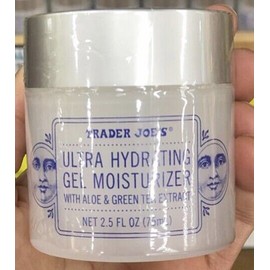 TRADER JOE'S®
ULTRA HYDRATING
GEL MOISTURIZER
WITH ALOE & GREEN TEA EXTRACT
NET 2.5 FL OZ (75mL)